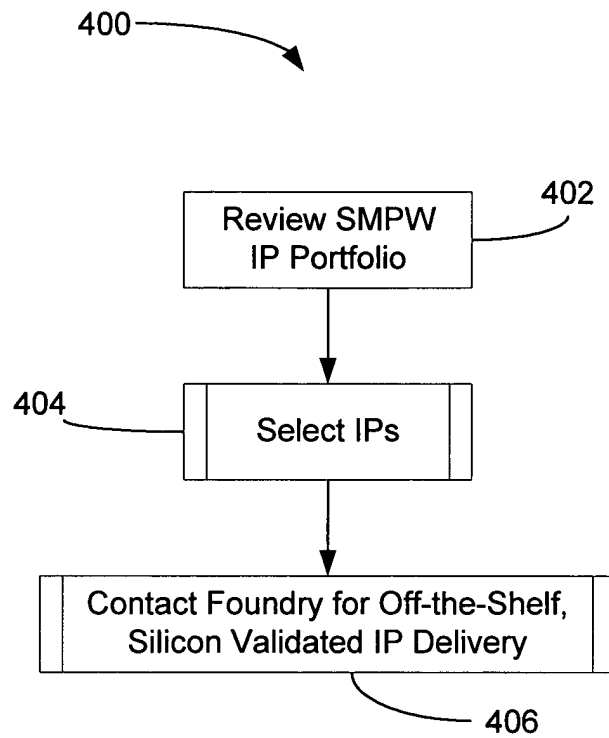 400
Review SMPW
IP Portfolio
402
404
Select IPs
Contact Foundry for Off-the-Shelf,
Silicon Validated IP Delivery
406